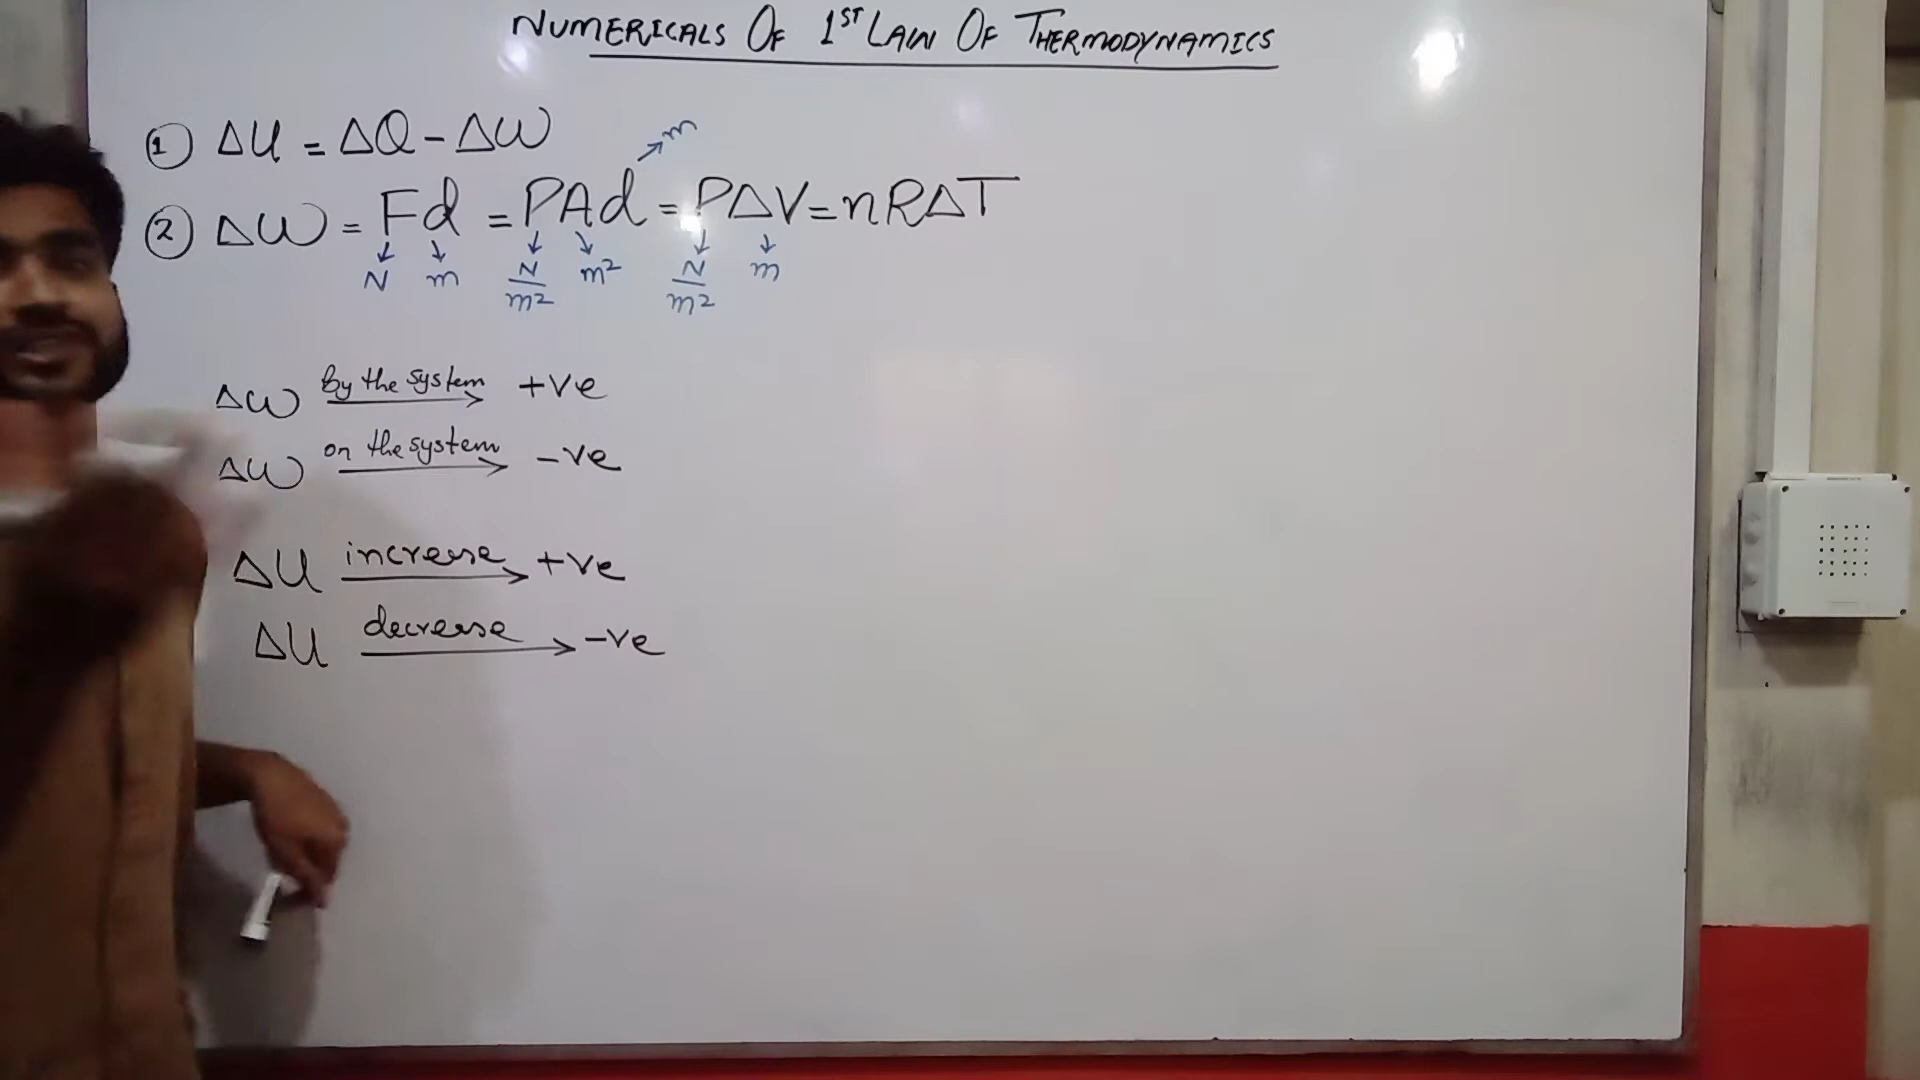 NUMERICALS OF 1ST LAW OF THERMODYNAMICS
① ΔU = ΔQ - ΔW
→ m
② ΔW = Fd = PAd = PΔV = nRΔT
↓ N ↓ m ↓ N/m² ↓ m² ↓ N/m² ↓ m
ΔW by the system → +ve
ΔW on the system → -ve
ΔU increase → +ve
ΔU decrease → -ve